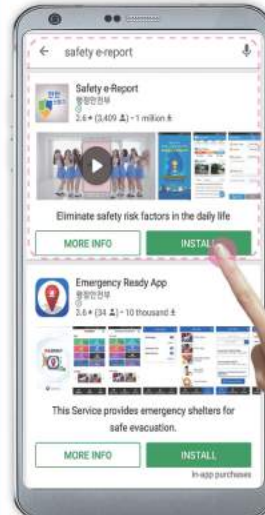 safety e-report
Safety e-Report
행정안전부
2.6★ (3,409 ) • 1 million
Eliminate safety risk factors in the daily life
MORE INFO
INSTALL
Emergency Ready App
행정안전부
3.6★ (34 ) • 10 thousand
This Service provides emergency shelters for
safe evacuation.
MORE INFO
INSTALL
In-app purchases